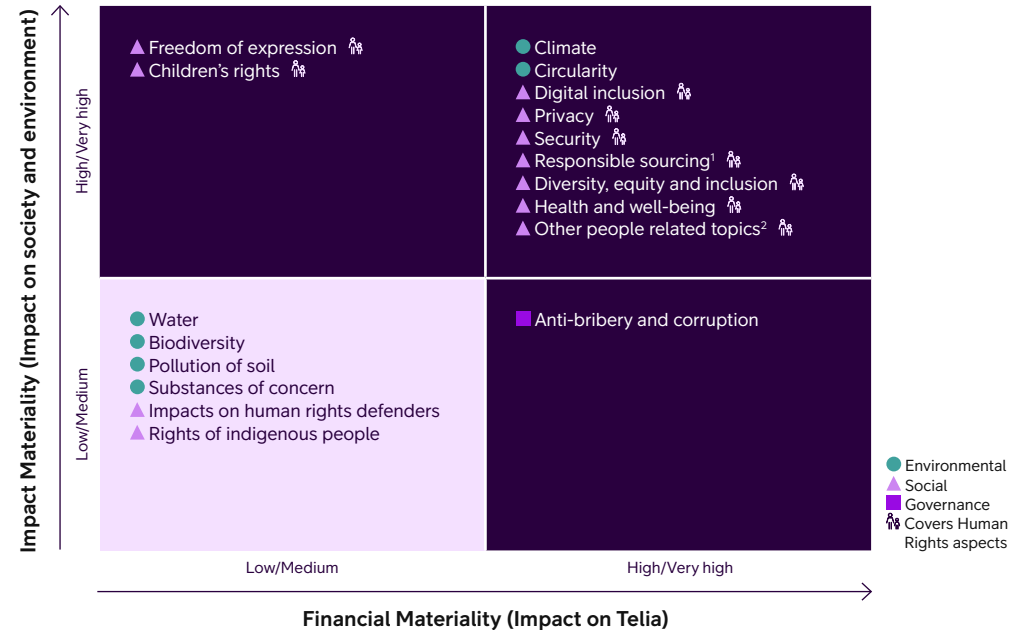 Impact Materiality (Impact on society and environment)
High/Very high
Low/Medium
Freedom of expression
Children’s rights
Climate
Circularity
Digital inclusion
Privacy
Security
Responsible sourcing1
Diversity, equity and inclusion
Health and well-being
Other people related topics2
Water
Biodiversity
Pollution of soil
Substances of concern
Impacts on human rights defenders
Rights of indigenous people
Anti-bribery and corruption
Environmental
Social
Governance
Covers Human
Rights aspects
Low/Medium
High/Very high
Financial Materiality (Impact on Telia)